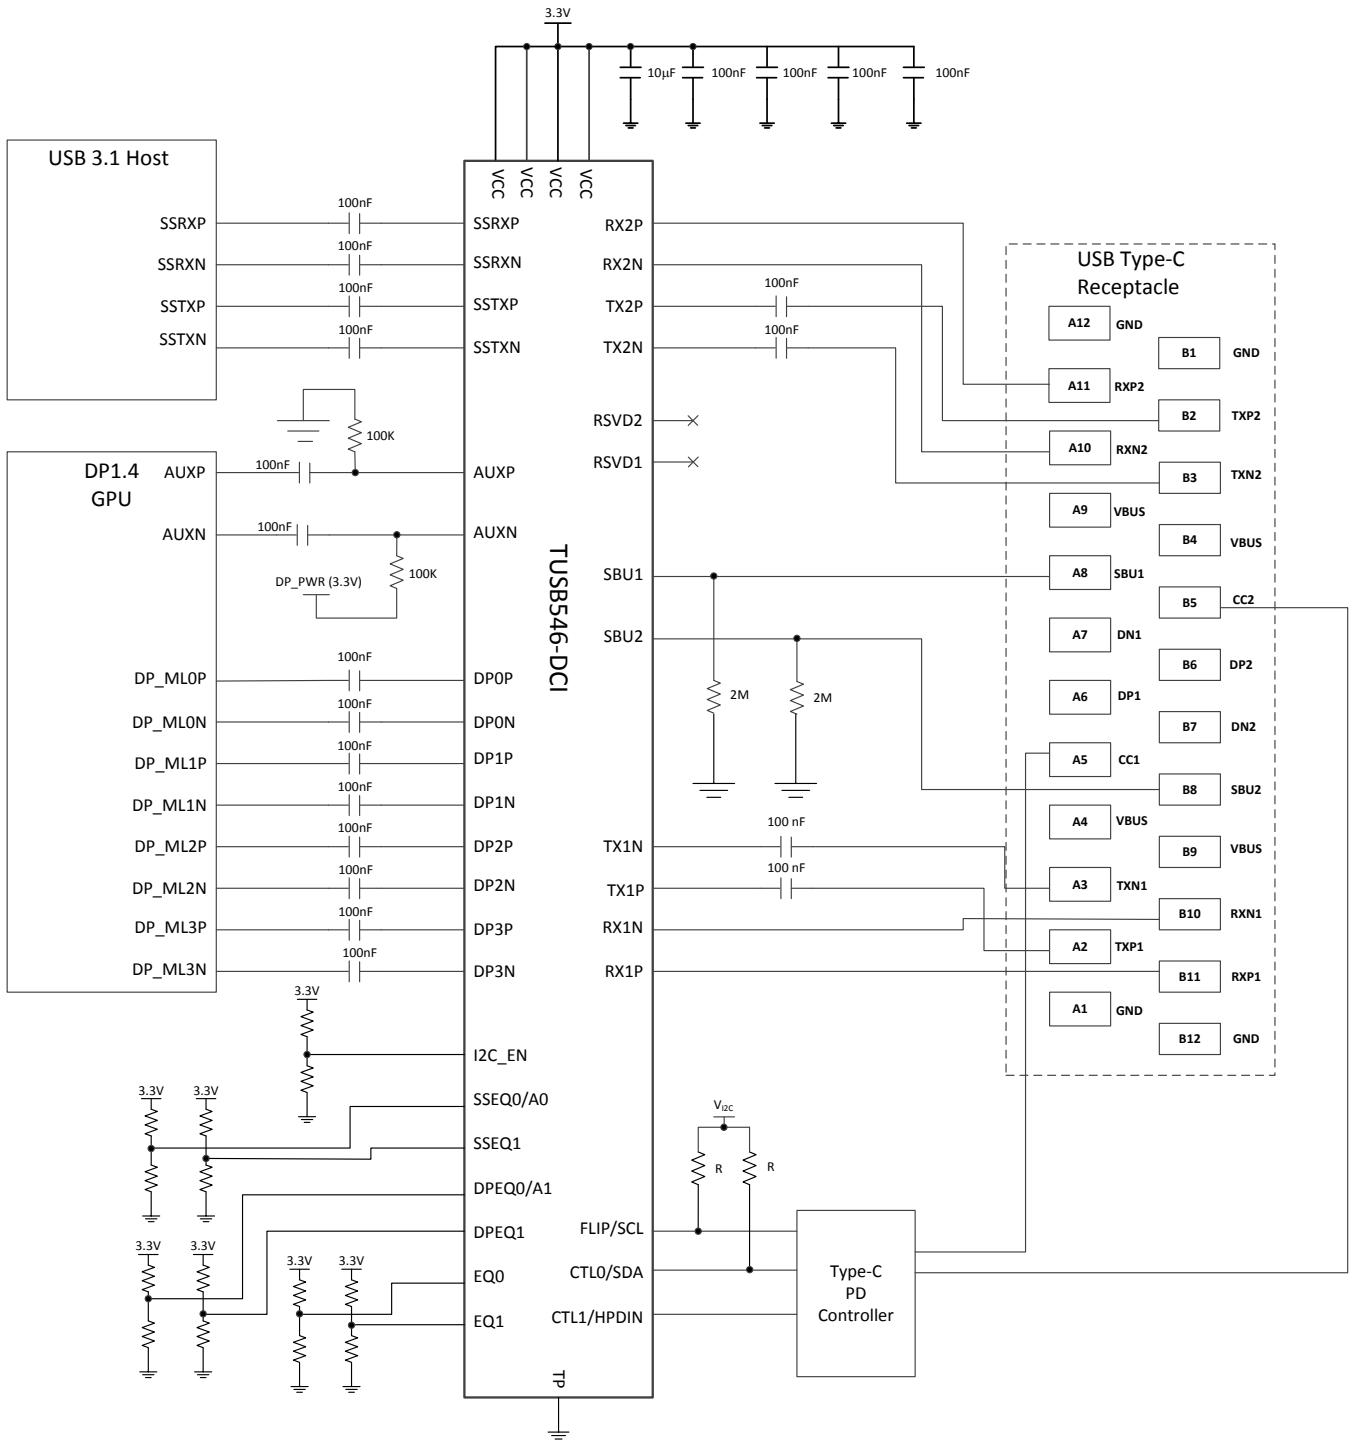 3.3V
10µF
100nF
100nF
100nF
100nF
USB 3.1 Host
SSRXP
SSRXN
SSTXP
SSTXN
100nF
100nF
100nF
100nF
VCC
VCC
VCC
VCC
SSRXP
SSRXN
SSTXP
SSTXN
RX2P
RX2N
TX2P
TX2N
100nF
100nF
RSVD2
RSVD1
100K
DP1.4
GPU
AUXP
AUXN
100nF
100nF
AUXP
AUXN
100K
DP_PWR (3.3V)
TUSB546-DCI
SBU1
SBU2
2M
2M
DP_ML0P
DP_ML0N
DP_ML1P
DP_ML1N
DP_ML2P
DP_ML2N
DP_ML3P
DP_ML3N
100nF
100nF
100nF
100nF
100nF
100nF
100nF
100nF
DP0P
DP0N
DP1P
DP1N
DP2P
DP2N
DP3P
DP3N
TX1N
TX1P
RX1N
RX1P
100 nF
100 nF
USB Type-C
Receptacle
A12 GND
B1 GND
A11 RXP2
B2 TXP2
A10 RXN2
B3 TXN2
A9 VBUS
B4 VBUS
A8 SBU1
B5 CC2
A7 DN1
B6 DP2
A6 DP1
B7 DN2
A5 CC1
B8 SBU2
A4 VBUS
B9 VBUS
A3 TXN1
B10 RXN1
A2 TXP1
B11 RXP1
A1 GND
B12 GND
3.3V
I2C_EN
3.3V
3.3V
SSEQ0/A0
SSEQ1
DPEQ0/A1
DPEQ1
3.3V
3.3V
3.3V
3.3V
EQ0
EQ1
VI2C
R
R
FLIP/SCL
CTL0/SDA
CTL1/HPDIN
Type-C
PD
Controller
TP